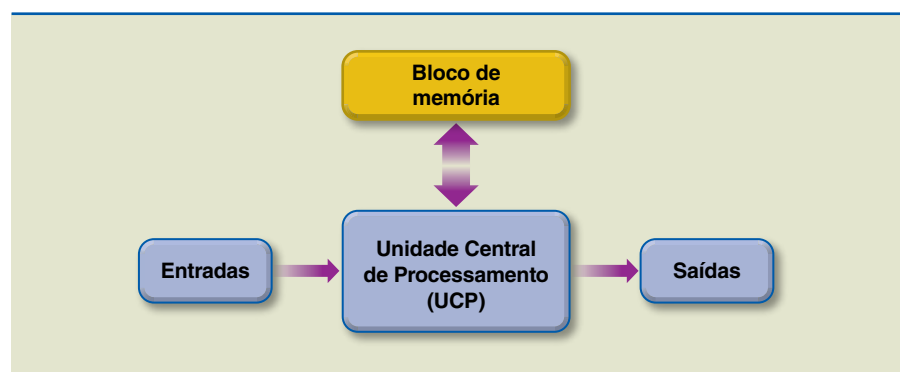 Bloco de
memória
Entradas
Unidade Central
de Processamento
(UCP)
Saídas